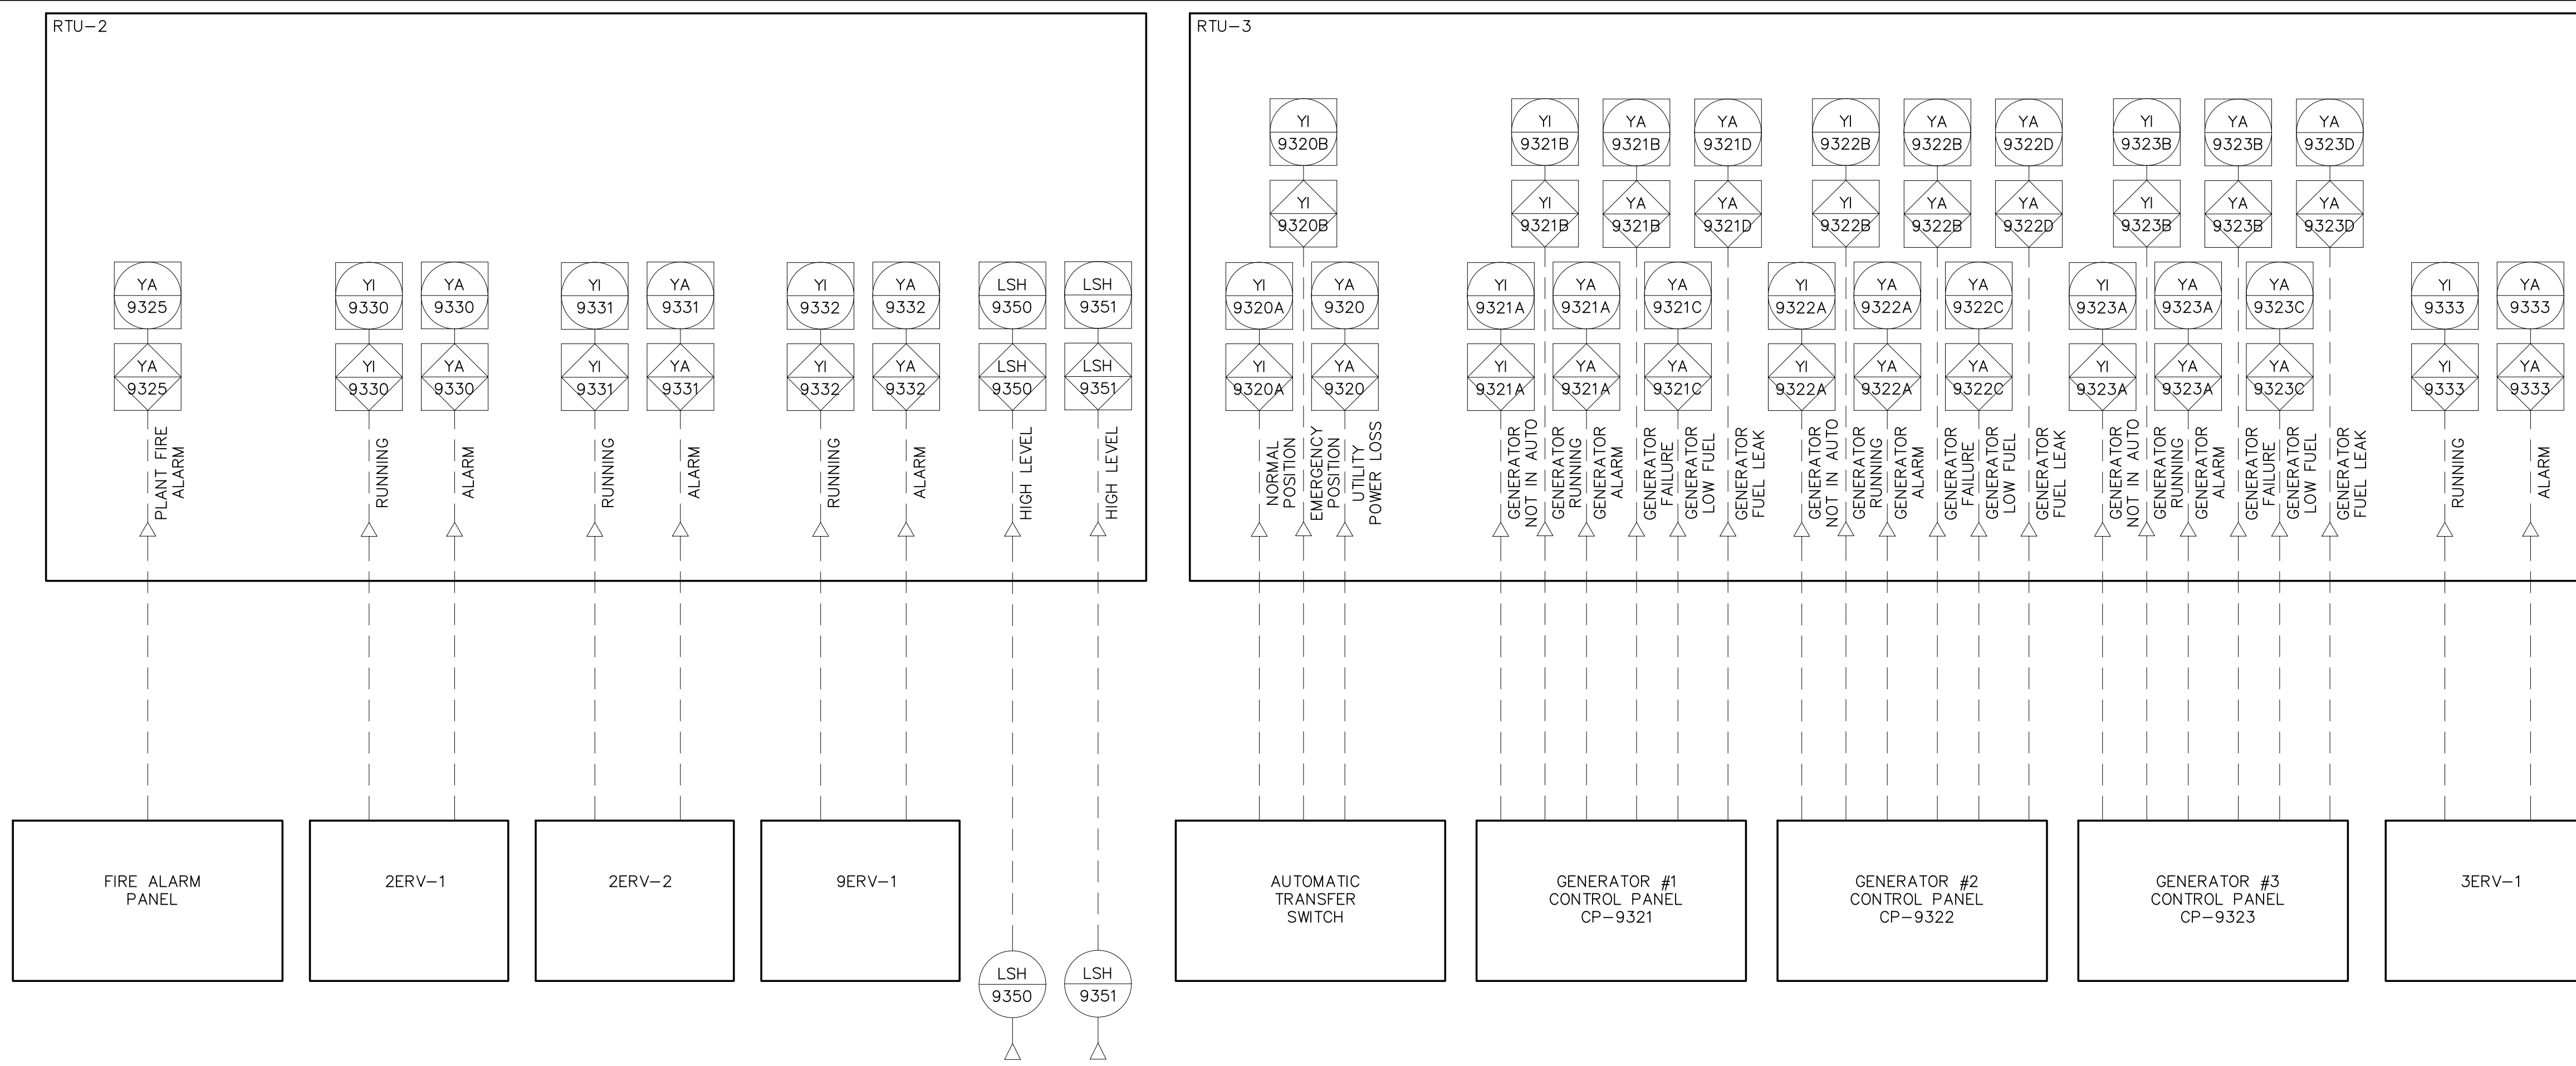 RTU-2
RTU-3
YI
9320B
YI
9321B
YA
9321B
YA
9321D
YI
9322B
YA
9322B
YA
9322D
YI
9323B
YA
9323B
YA
9323D
YI
9320B
YI
9321B
YA
9321B
YA
9321D
YI
9322B
YA
9322B
YA
9322D
YI
9323B
YA
9323B
YA
9323D
YA
9325
YI
9330
YA
9330
YI
9331
YA
9331
YI
9332
YA
9332
LSH
9350
LSH
9351
YI
9320A
YA
9320
YI
9321A
YA
9321A
YA
9321C
YI
9322A
YA
9322A
YA
9322C
YI
9323A
YA
9323A
YA
9323C
YI
9333
YA
9333
YA
9325
YI
9330
YA
9330
YI
9331
YA
9331
YI
9332
YA
9332
LSH
9350
LSH
9351
YI
9320A
YA
9320
YI
9321A
YA
9321A
YA
9321C
YI
9322A
YA
9322A
YA
9322C
YI
9323A
YA
9323A
YA
9323C
YI
9333
YA
9333
PLANT FIRE
ALARM
RUNNING
ALARM
RUNNING
ALARM
RUNNING
ALARM
HIGH LEVEL
HIGH LEVEL
NORMAL
POSITION
EMERGENCY
POSITION
UTILITY
POWER LOSS
GENERATOR
NOT IN AUTO
GENERATOR
RUNNING
GENERATOR
ALARM
GENERATOR
FAILURE
GENERATOR
LOW FUEL
GENERATOR
FUEL LEAK
GENERATOR
NOT IN AUTO
GENERATOR
RUNNING
GENERATOR
ALARM
GENERATOR
FAILURE
GENERATOR
LOW FUEL
GENERATOR
FUEL LEAK
GENERATOR
NOT IN AUTO
GENERATOR
RUNNING
GENERATOR
ALARM
GENERATOR
FAILURE
GENERATOR
LOW FUEL
GENERATOR
FUEL LEAK
RUNNING
ALARM
FIRE ALARM
PANEL
2ERV-1
2ERV-2
9ERV-1
AUTOMATIC
TRANSFER
SWITCH
GENERATOR #1
CONTROL PANEL
CP-9321
GENERATOR #2
CONTROL PANEL
CP-9322
GENERATOR #3
CONTROL PANEL
CP-9323
3ERV-1
LSH
9350
LSH
9351